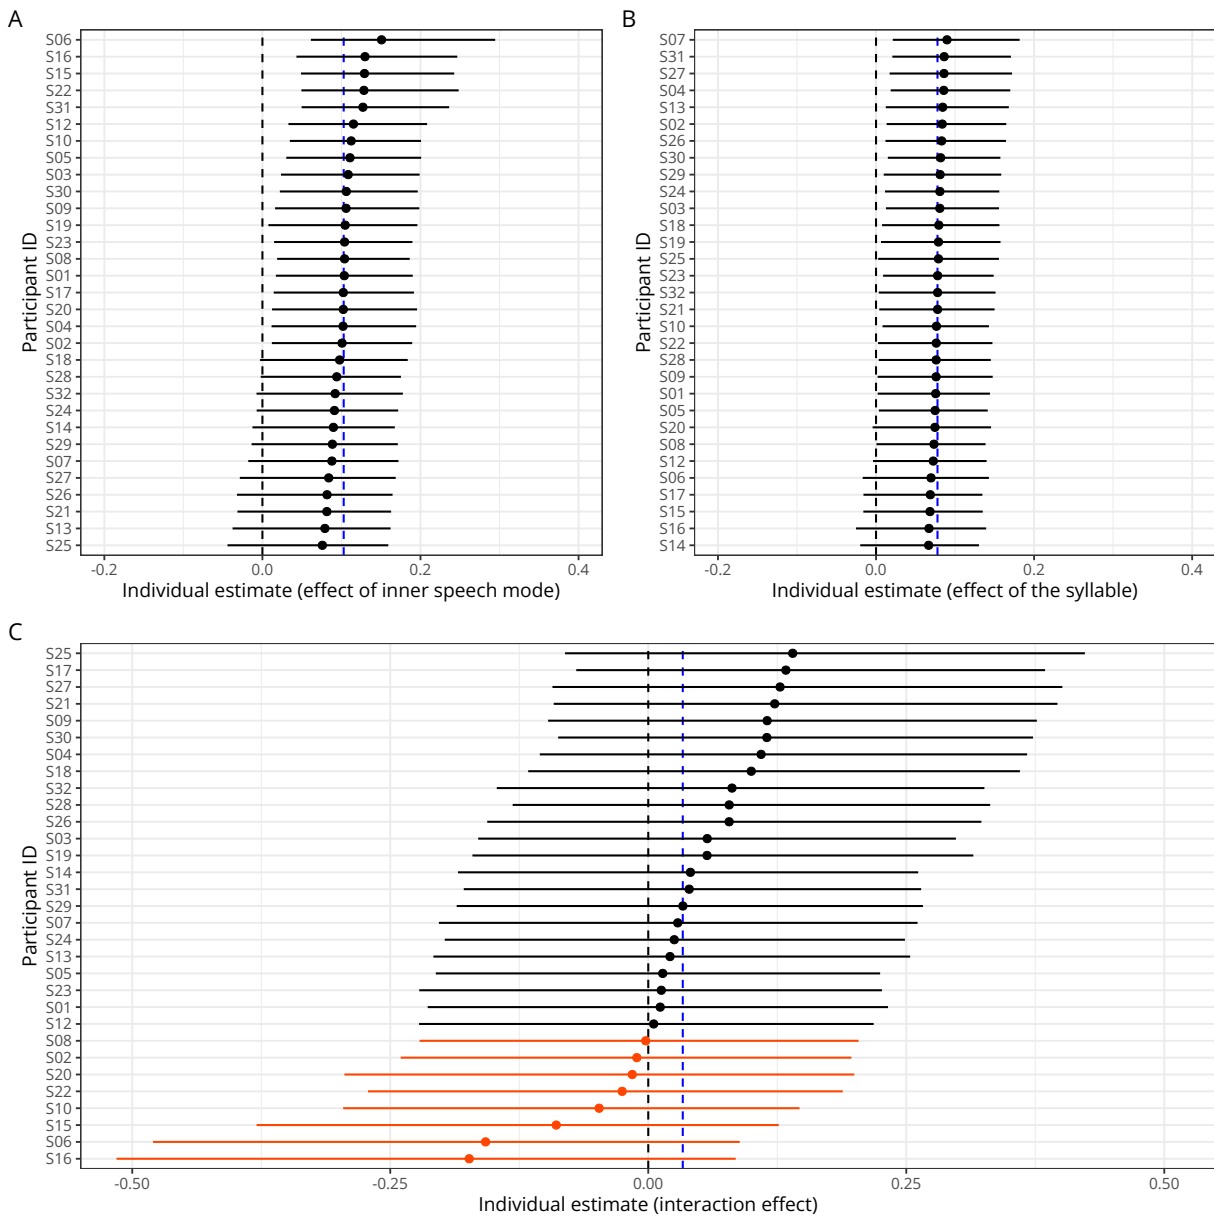 A
Participant ID
S06
S16
S15
S22
S31
S12
S10
S05
S03
S30
S09
S19
S23
S08
S01
S17
S20
S04
S02
S18
S28
S32
S24
S14
S29
S07
S27
S26
S21
S13
S25
-0.2 0.0 0.2 0.4
Individual estimate (effect of inner speech mode)
B
Participant ID
S07
S31
S27
S04
S13
S02
S26
S30
S29
S24
S03
S18
S19
S25
S23
S32
S21
S10
S22
S28
S09
S01
S05
S20
S08
S12
S06
S17
S15
S16
S14
-0.2 0.0 0.2 0.4
Individual estimate (effect of the syllable)
C
Participant ID
S25
S17
S27
S21
S09
S30
S04
S18
S32
S28
S26
S03
S19
S14
S31
S29
S07
S24
S13
S05
S23
S01
S12
S08
S02
S20
S22
S10
S15
S06
S16
-0.50 -0.25 0.00 0.25 0.50
Individual estimate (interaction effect)